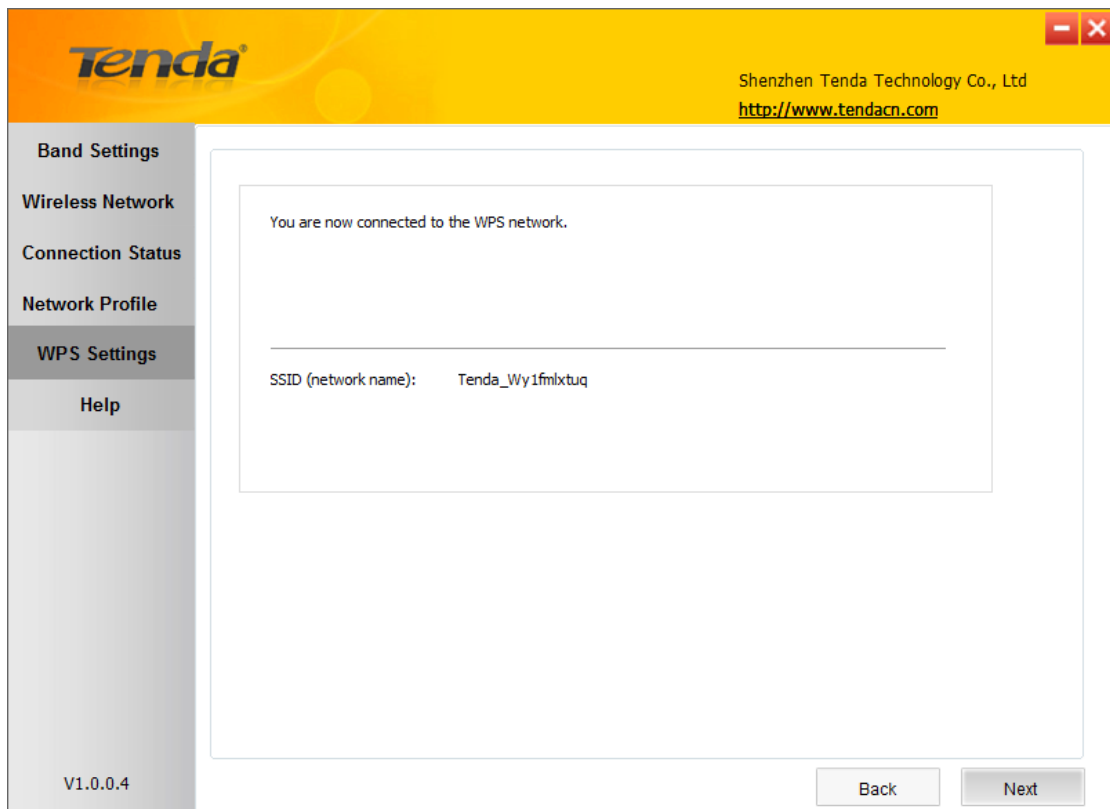 Tenda®
Shenzhen Tenda Technology Co., Ltd
http://www.tendacn.com
Band Settings
Wireless Network
Connection Status
Network Profile
WPS Settings
Help
V1.0.0.4
You are now connected to the WPS network.
SSID (network name): Tenda_Wy1fmlxtuq
Back
Next